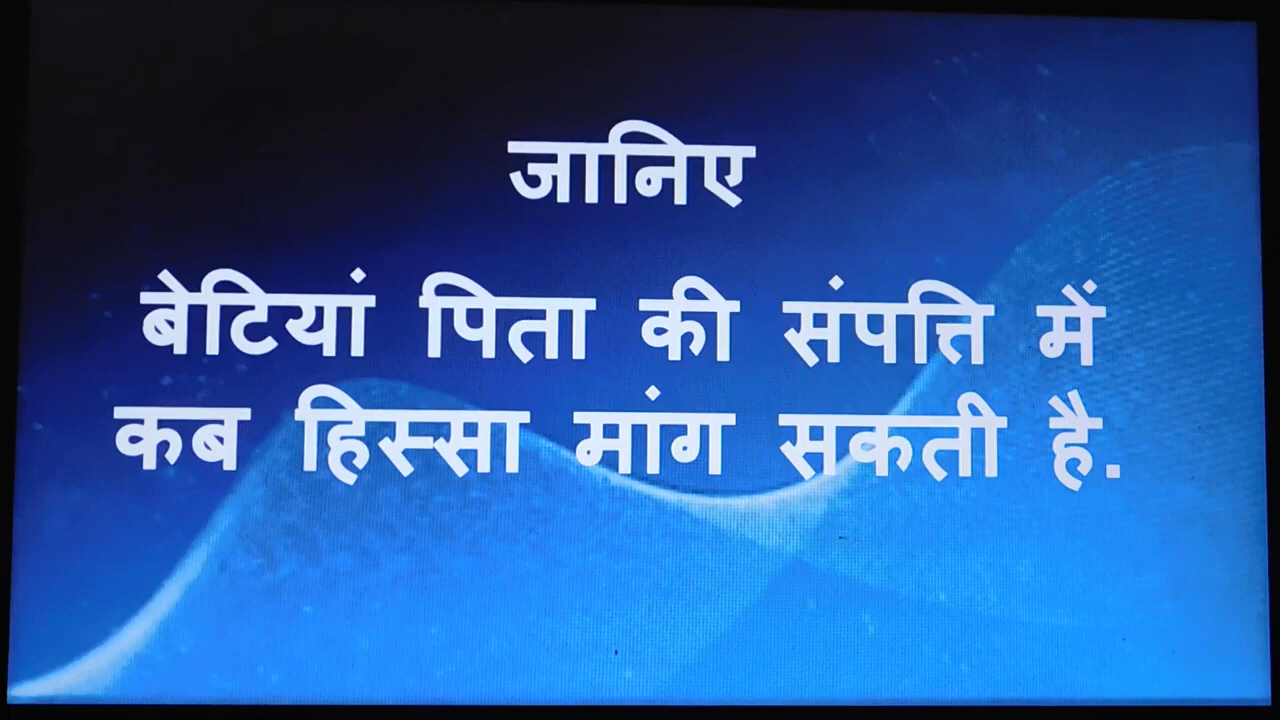 जानिए
बेटियां पिता की संपत्ति में
कब हिस्सा मांग सकती है.